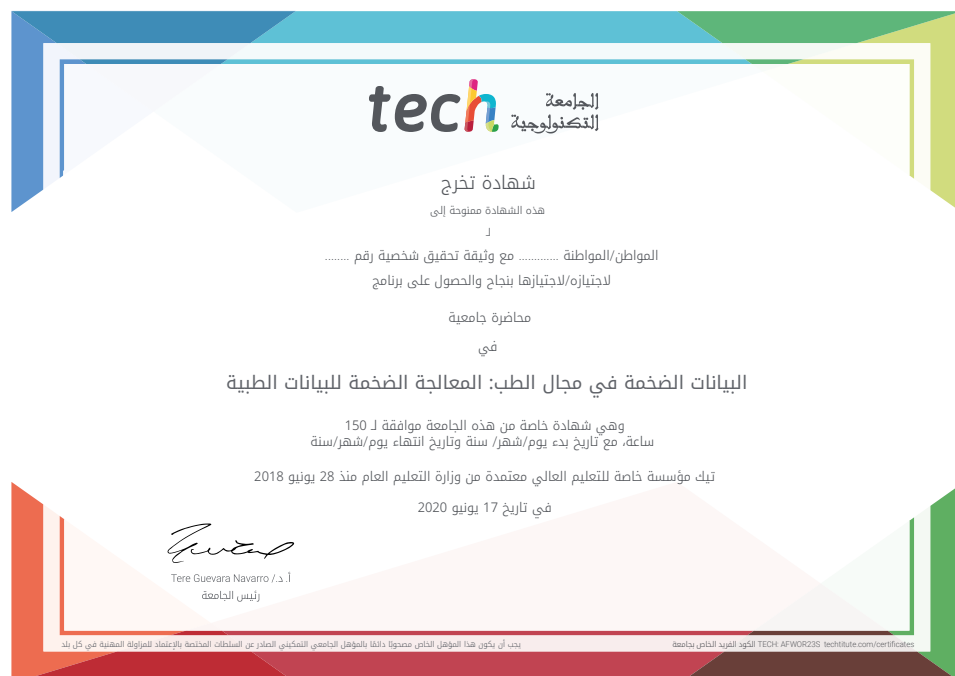 tech الجامعة
التكنولوجية
شهادة تخرج
هذه الشهادة ممنوحة إلى
لـ
المواطن/المواطنة ............ مع وثيقة تحقيق شخصية رقم ........
لاجتيازه/لاجتيازها بنجاح والحصول على برنامج
محاضرة جامعية
في
البيانات الضخمة في مجال الطب: المعالجة الضخمة للبيانات الطبية
وهي شهادة خاصة من هذه الجامعة موافقة لـ 150
ساعة، مع تاريخ بدء يوم/شهر/ سنة وتاريخ انتهاء يوم/شهر/سنة
تيك مؤسسة خاصة للتعليم العالي معتمدة من وزارة التعليم العام منذ 28 يونيو 2018
في تاريخ 17 يونيو 2020
أ. د./ Tere Guevara Navarro
رئيس الجامعة
يجب أن يكون هذا المؤهل الخاص مصحوبًا دائمًا بالمؤهل الجامعي التمكيني الصادر عن السلطات المختصة بالإعتماد للمزاولة المهنية في كل بلد
الكود الفريد الخاص بجامعة TECH: AFWOR23S techtitute.com/certificates